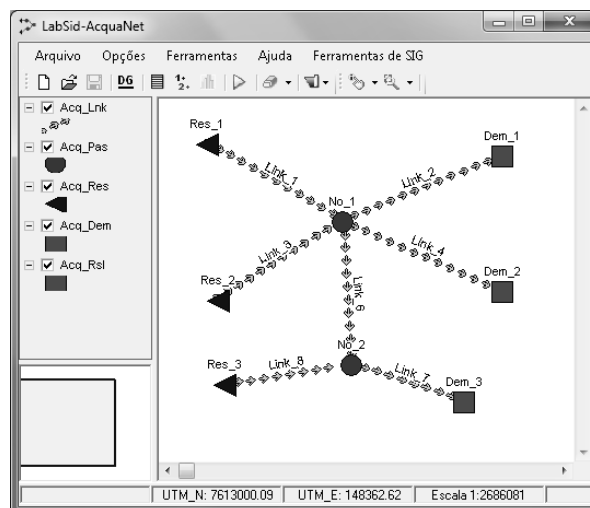 LabSid-AcquaNet
Arquivo Opções Ferramentas Ajuda Ferramentas de SIG
DG
Acq_Lnk
Acq_Pas
Acq_Res
Acq_Dem
Acq_Rsl
Res_1
Dem_1
Link_1
Link_2
No_1
Link_3
Link_4
Res_2
Dem_2
Link_6
No_2
Res_3
Link_8
Link_7
Dem_3
UTM_N: 7613000.09 UTM_E: 148362.62 Escala 1:2686081